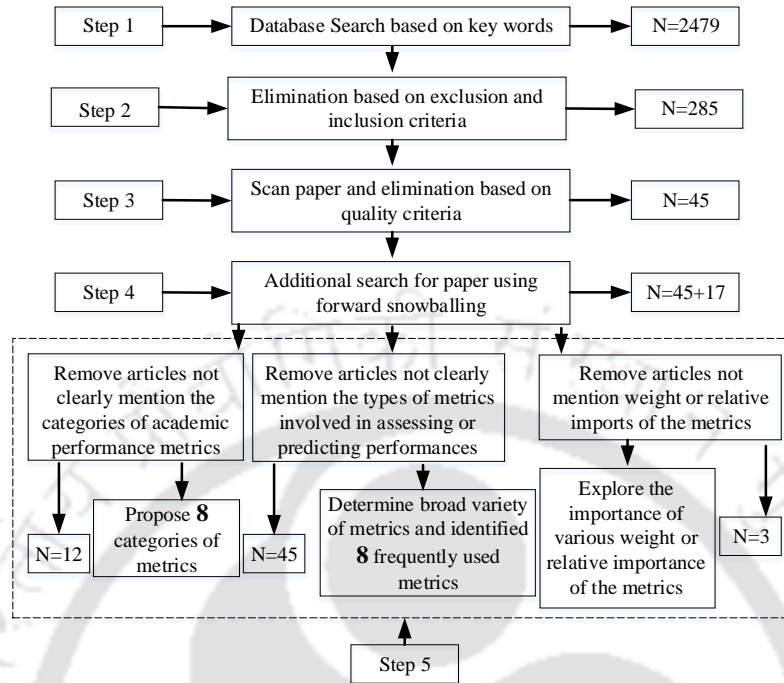 Step 1
Database Search based on key words
N=2479
Step 2
Elimination based on exclusion and
inclusion criteria
N=285
Step 3
Scan paper and elimination based on
quality criteria
N=45
Step 4
Additional search for paper using
forward snowballing
N=45+17
Remove articles not
clearly mention the
categories of academic
performance metrics
Remove articles not clearly
mention the types of metrics
involved in assessing or
predicting performances
Remove articles not
mention weight or relative
imports of the metrics
N=12
Propose 8
categories of
metrics
N=45
Determine broad variety
of metrics and identified
8 frequently used
metrics
Explore the
importance of
various weight or
relative importance
of the metrics
N=3
Step 5